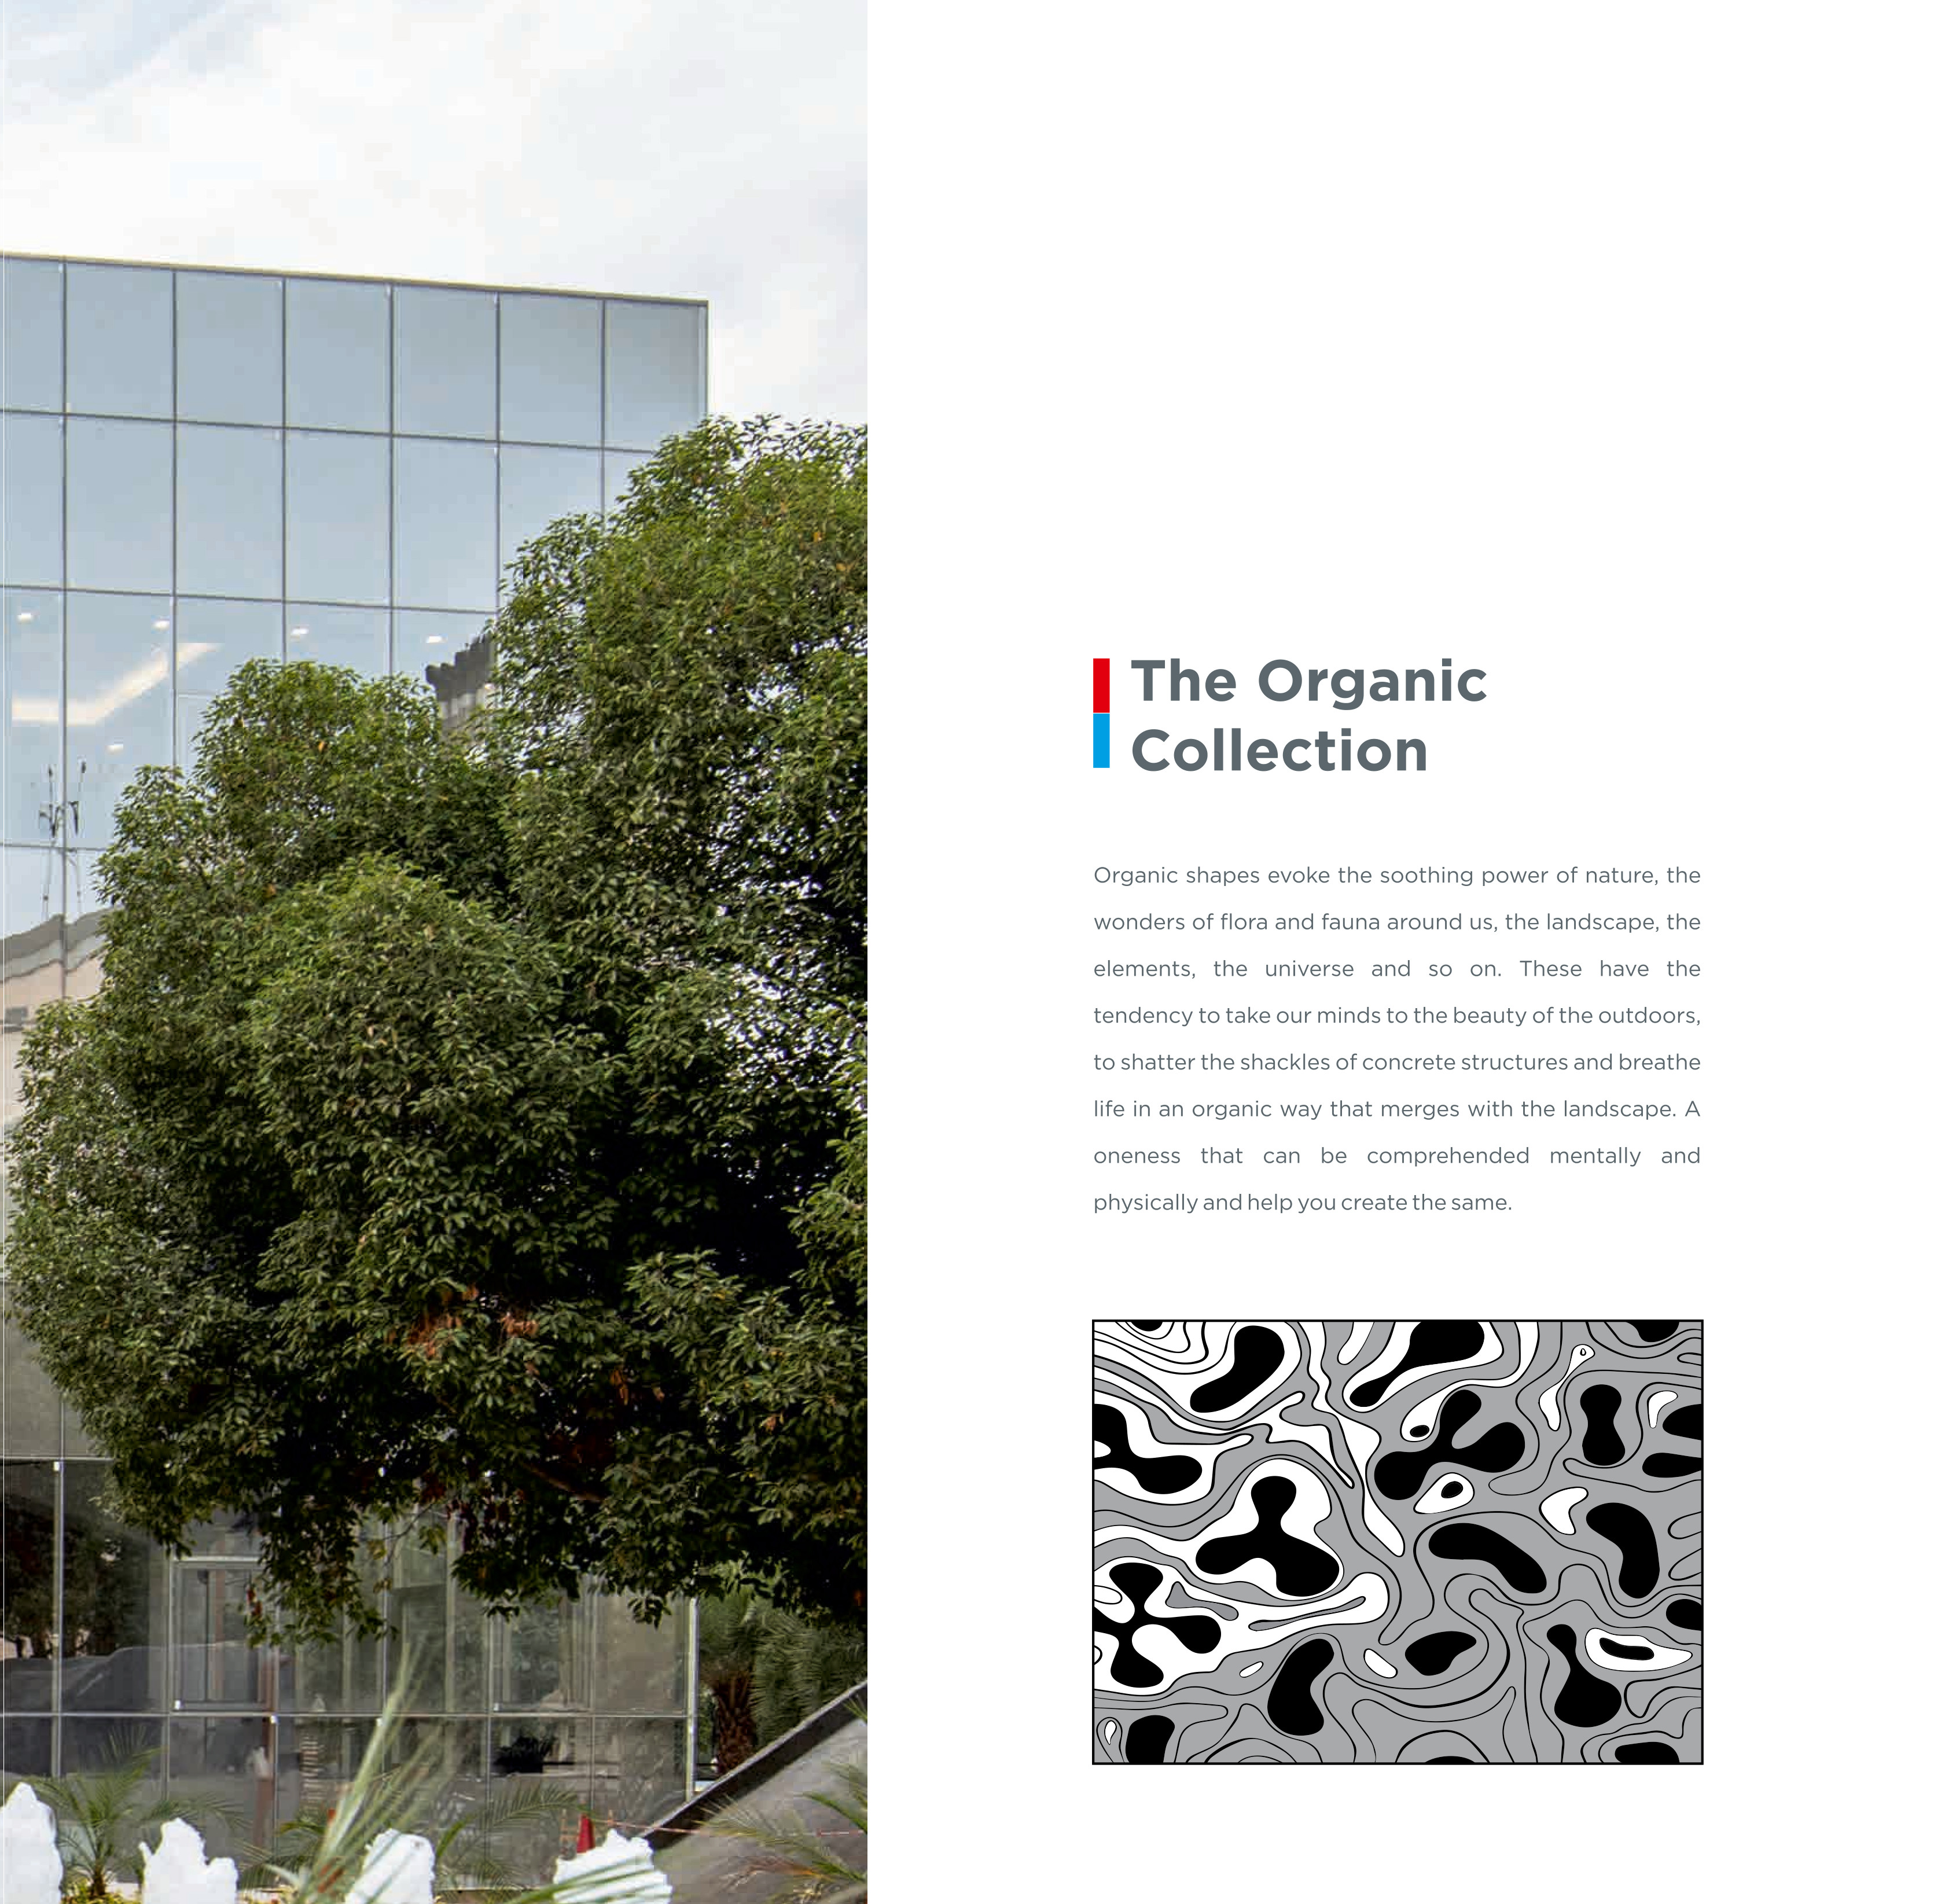 The Organic
Collection
Organic shapes evoke the soothing power of nature, the
wonders of flora and fauna around us, the landscape, the
elements, the universe and so on. These have the
tendency to take our minds to the beauty of the outdoors,
to shatter the shackles of concrete structures and breathe
life in an organic way that merges with the landscape. A
oneness that can be comprehended mentally and
physically and help you create the same.